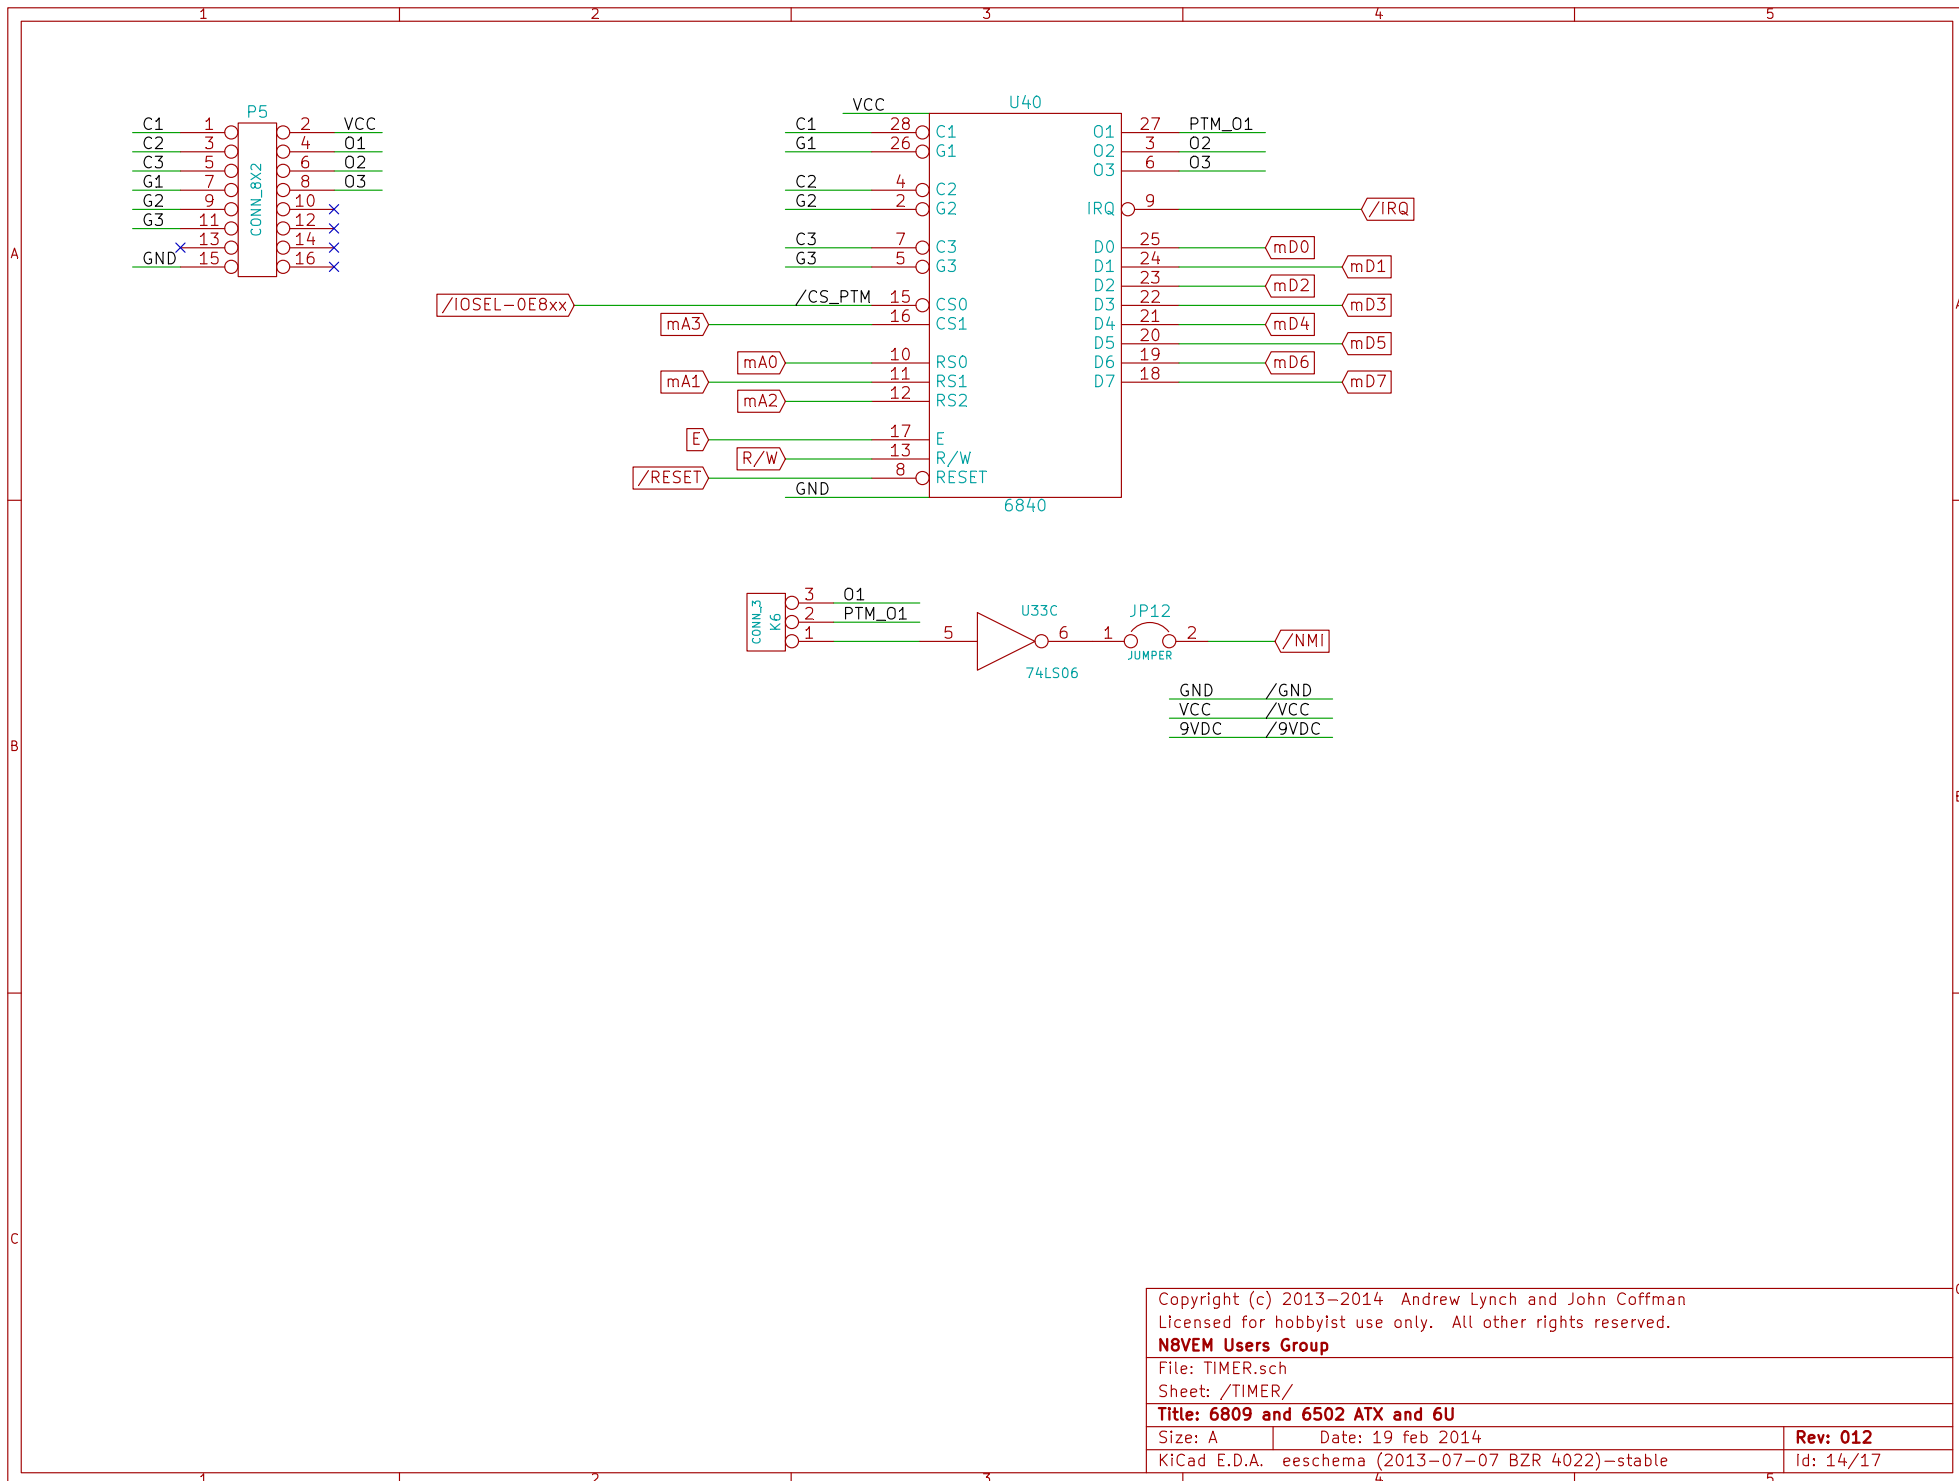 1 2 3 4 5
P5
C1 1 2 VCC
C2 3 4 O1
C3 5 6 O2
G1 7 8 O3
G2 9 10
G3 11 12
13 14
GND 15 16
CONN_8X2
U40
VCC
C1 28 C1 O1 27 PTM_O1
G1 26 G1 O2 3 O2
O3 6 O3
C2 4 C2
G2 2 G2 IRQ 9 /IRQ
C3 7 C3 D0 25 mD0
G3 5 G3 D1 24 mD1
D2 23 mD2
/IOSEL-0E8xx /CS_PTM 15 CS0 D3 22 mD3
mA3 16 CS1 D4 21 mD4
D5 20 mD5
mA0 10 RS0 D6 19 mD6
mA1 11 RS1 D7 18 mD7
mA2 12 RS2
E 17 E
R/W 13 R/W
/RESET 8 RESET
GND
6840
CONN_3
K6
3 O1
2 PTM_O1
1
U33C
5 6
74LS06
JP12
1 2
JUMPER
/NMI
GND /GND
VCC /VCC
9VDC /9VDC
A
A
B
B
C
C
Copyright (c) 2013-2014 Andrew Lynch and John Coffman
Licensed for hobbyist use only. All other rights reserved.
N8VEM Users Group
File: TIMER.sch
Sheet: /TIMER/
Title: 6809 and 6502 ATX and 6U
Size: A Date: 19 feb 2014 Rev: 012
KiCad E.D.A. eeschema (2013-07-07 BZR 4022)-stable Id: 14/17
1 2 3 4 5